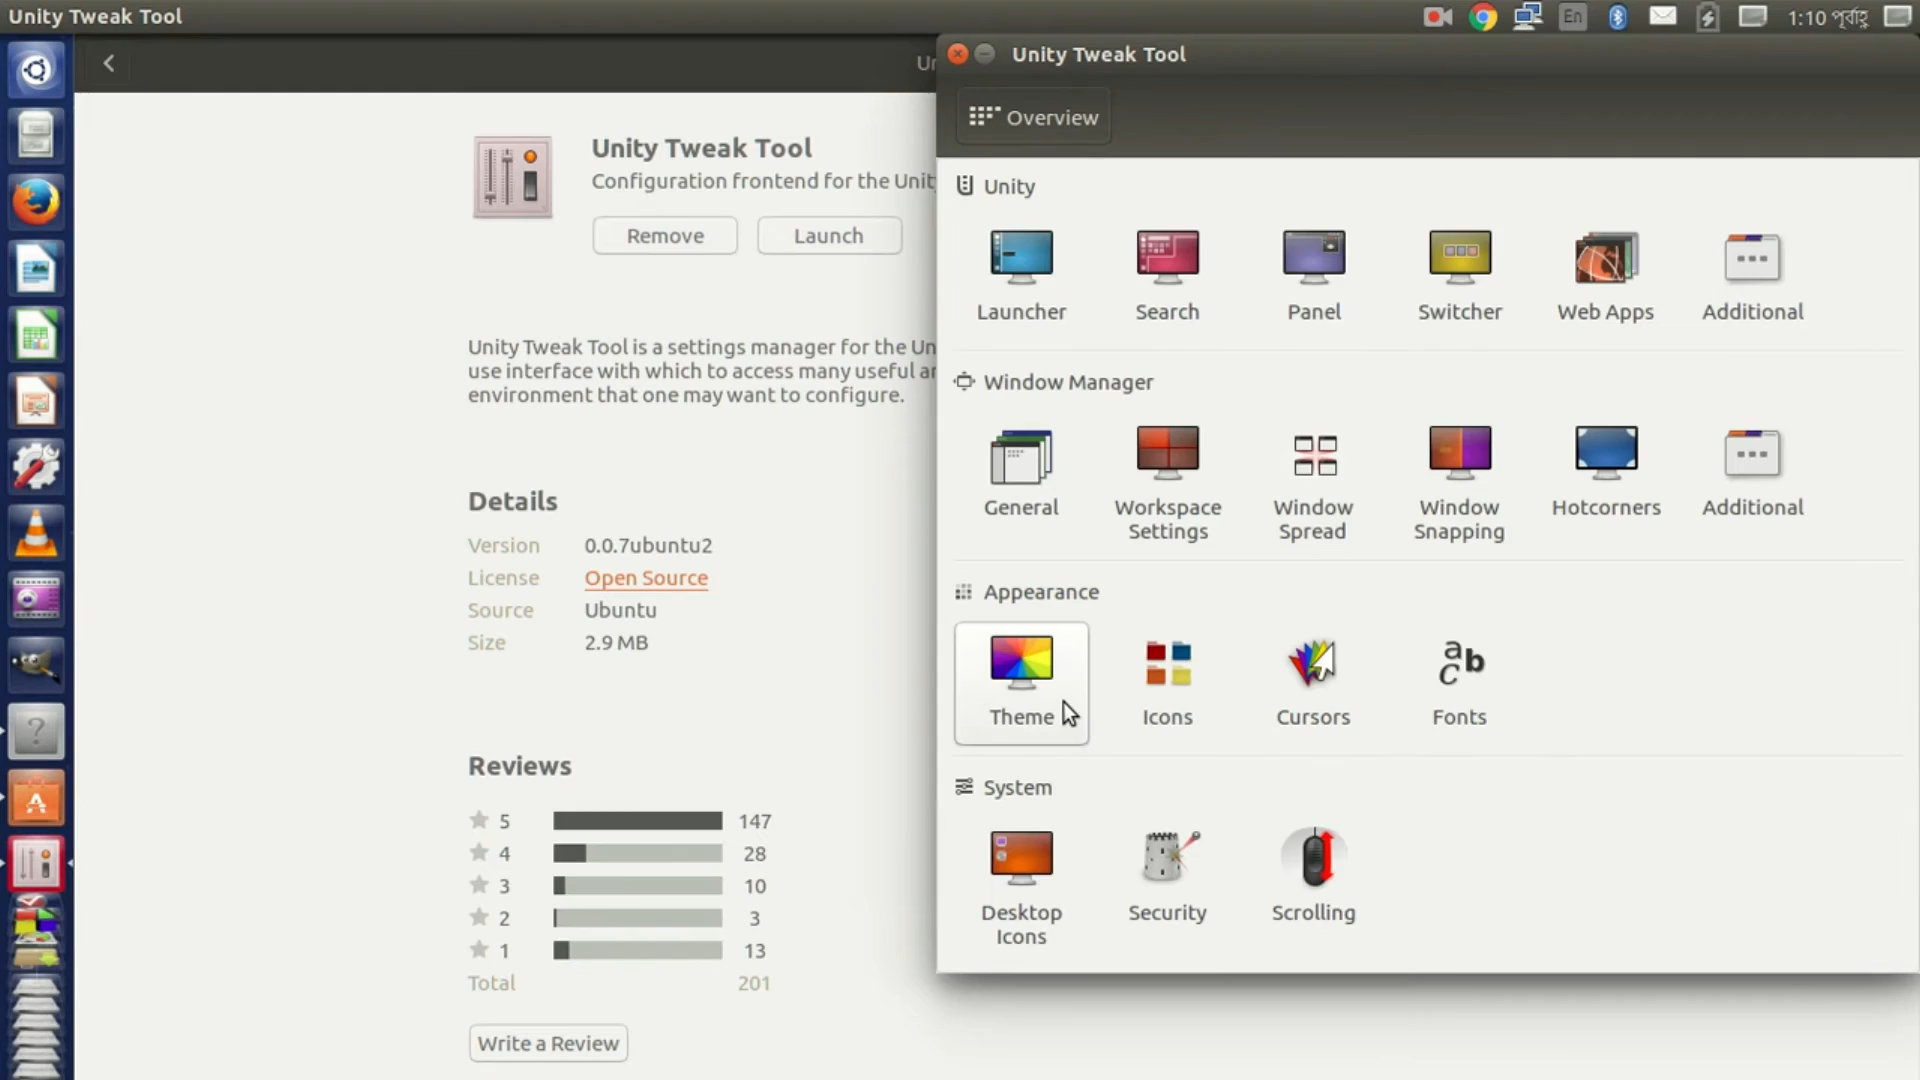 Unity Tweak Tool
En
1:10 পূর্বাহ্ণ
Unity Tweak Tool
Configuration frontend for the Unity
Remove
Launch
Unity Tweak Tool is a settings manager for the
use interface with which to access many useful
environment that one may want to configure.
Details
Version 0.0.7ubuntu2
License Open Source
Source Ubuntu
Size 2.9 MB
Reviews
5 147
4 28
3 10
2 3
1 13
Total 201
Write a Review
Unity Tweak Tool
Overview
Unity
Launcher Search Panel Switcher Web Apps Additional
Window Manager
General Workspace Window Window Hotcorners Additional
Settings Spread Snapping
Appearance
Theme Icons Cursors Fonts
System
Desktop Security Scrolling
Icons